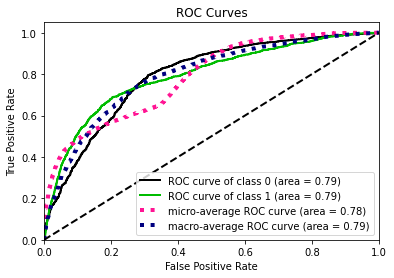 ROC Curves
True Positive Rate
1.0
0.8
0.6
0.4
0.2
0.0
ROC curve of class 0 (area = 0.79)
ROC curve of class 1 (area = 0.79)
micro-average ROC curve (area = 0.78)
macro-average ROC curve (area = 0.79)
0.0 0.2 0.4 0.6 0.8 1.0
False Positive Rate